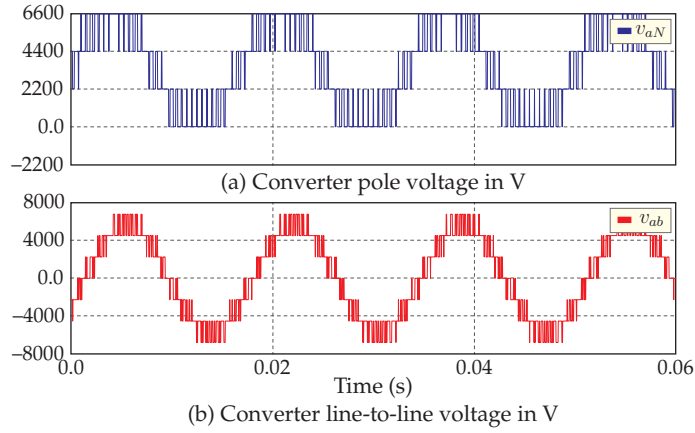 6600
4400
2200
0.0
−2200
v_aN
(a) Converter pole voltage in V
8000
4000
0.0
−4000
−8000
v_ab
0.0 0.02 0.04 0.06
Time (s)
(b) Converter line-to-line voltage in V